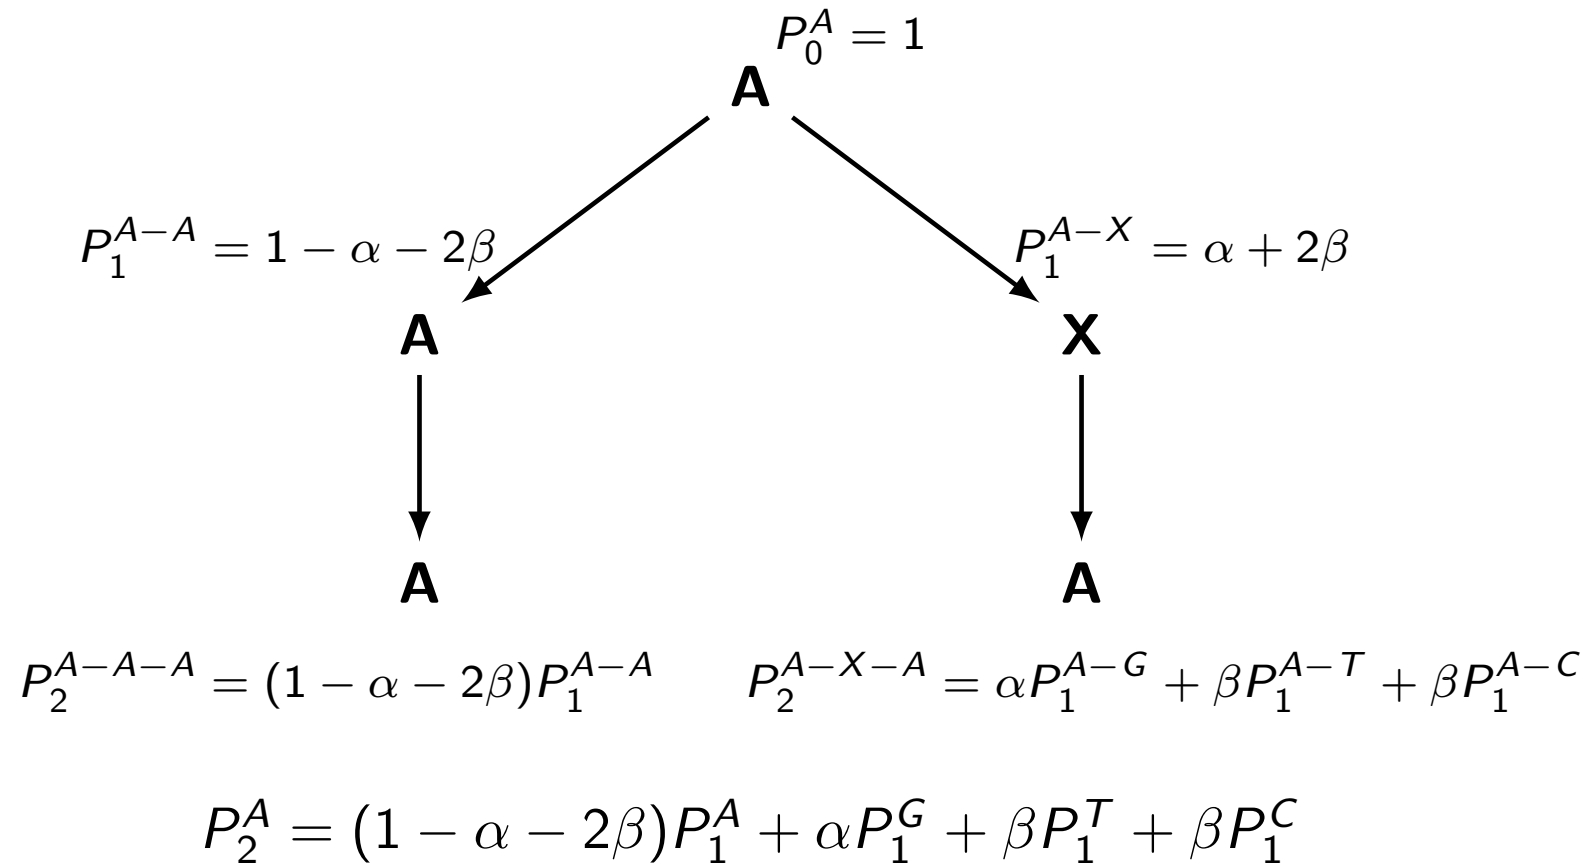 P_0^A = 1
A
P_1^{A−A} = 1 − α − 2β
P_1^{A−X} = α + 2β
A
X
A
A
P_2^{A−A−A} = (1 − α − 2β)P_1^{A−A}
P_2^{A−X−A} = αP_1^{A−G} + βP_1^{A−T} + βP_1^{A−C}
P_2^A = (1 − α − 2β)P_1^A + αP_1^G + βP_1^T + βP_1^C